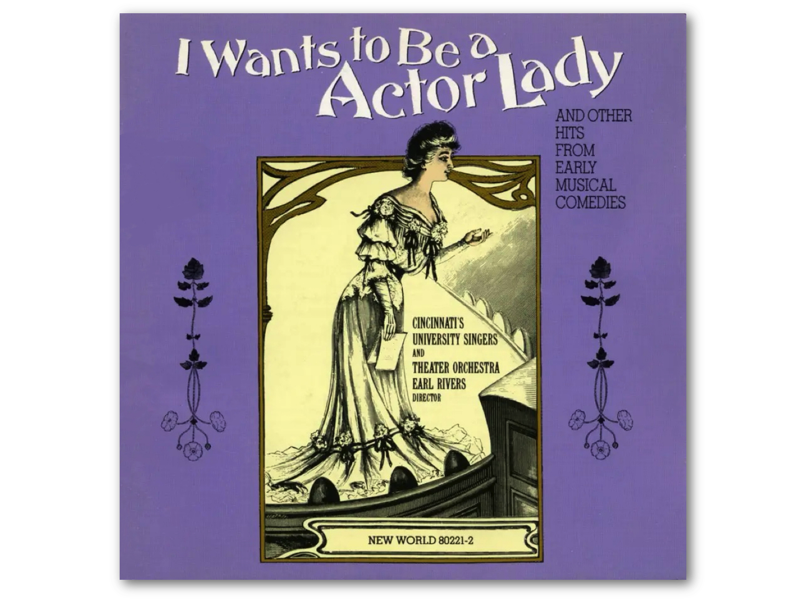 I Wants to Be a
Actor Lady
AND OTHER
HITS
FROM
EARLY
MUSICAL
COMEDIES
CINCINNATI'S
UNIVERSITY SINGERS
AND
THEATER ORCHESTRA
EARL RIVERS
DIRECTOR
NEW WORLD 80221-2